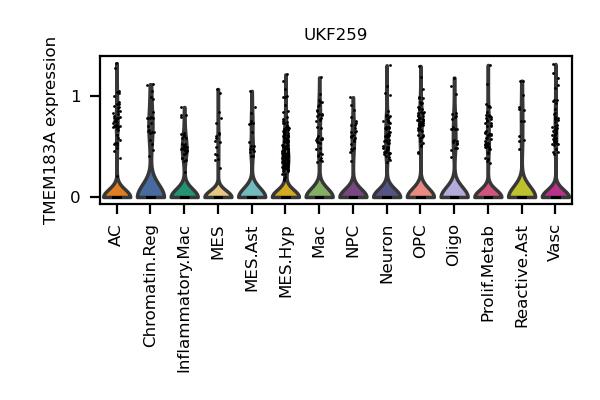 UKF259
TMEM183A expression
1
0
AC
Chromatin.Reg
Inflammatory.Mac
MES
MES.Ast
MES.Hyp
Mac
NPC
Neuron
OPC
Oligo
Prolif.Metab
Reactive.Ast
Vasc